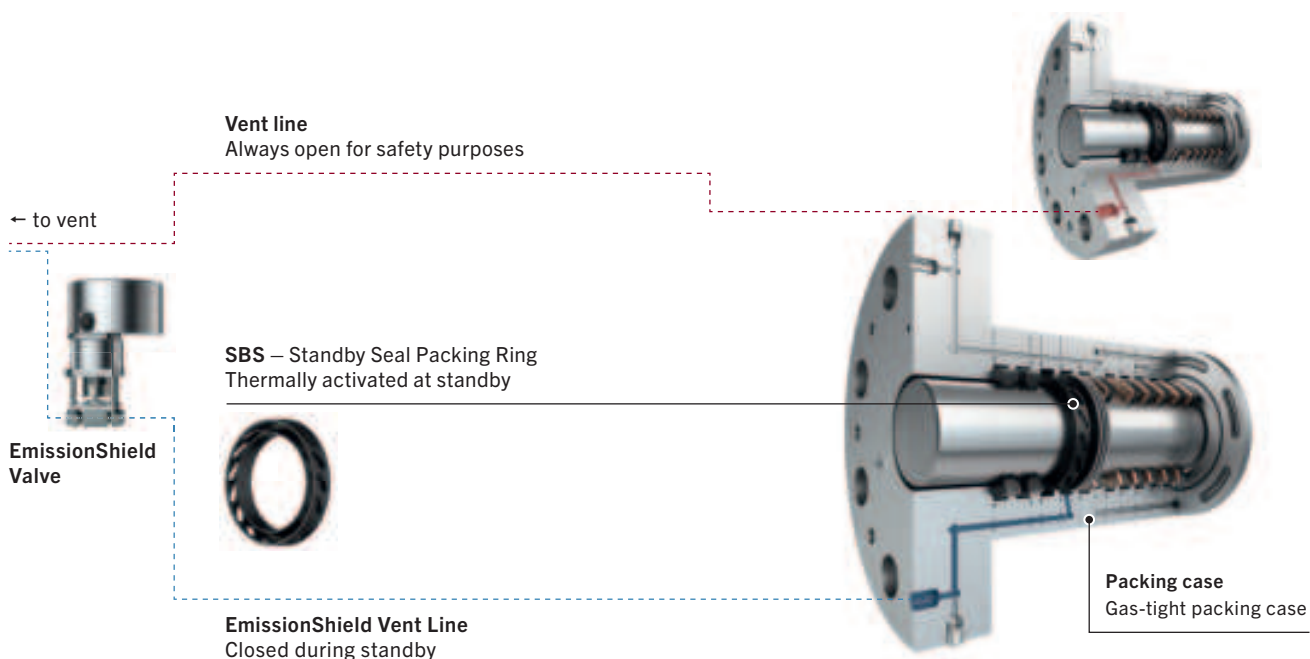 Vent line
Always open for safety purposes
← to vent
SBS – Standby Seal Packing Ring
Thermally activated at standby
EmissionShield
Valve
Packing case
Gas-tight packing case
EmissionShield Vent Line
Closed during standby